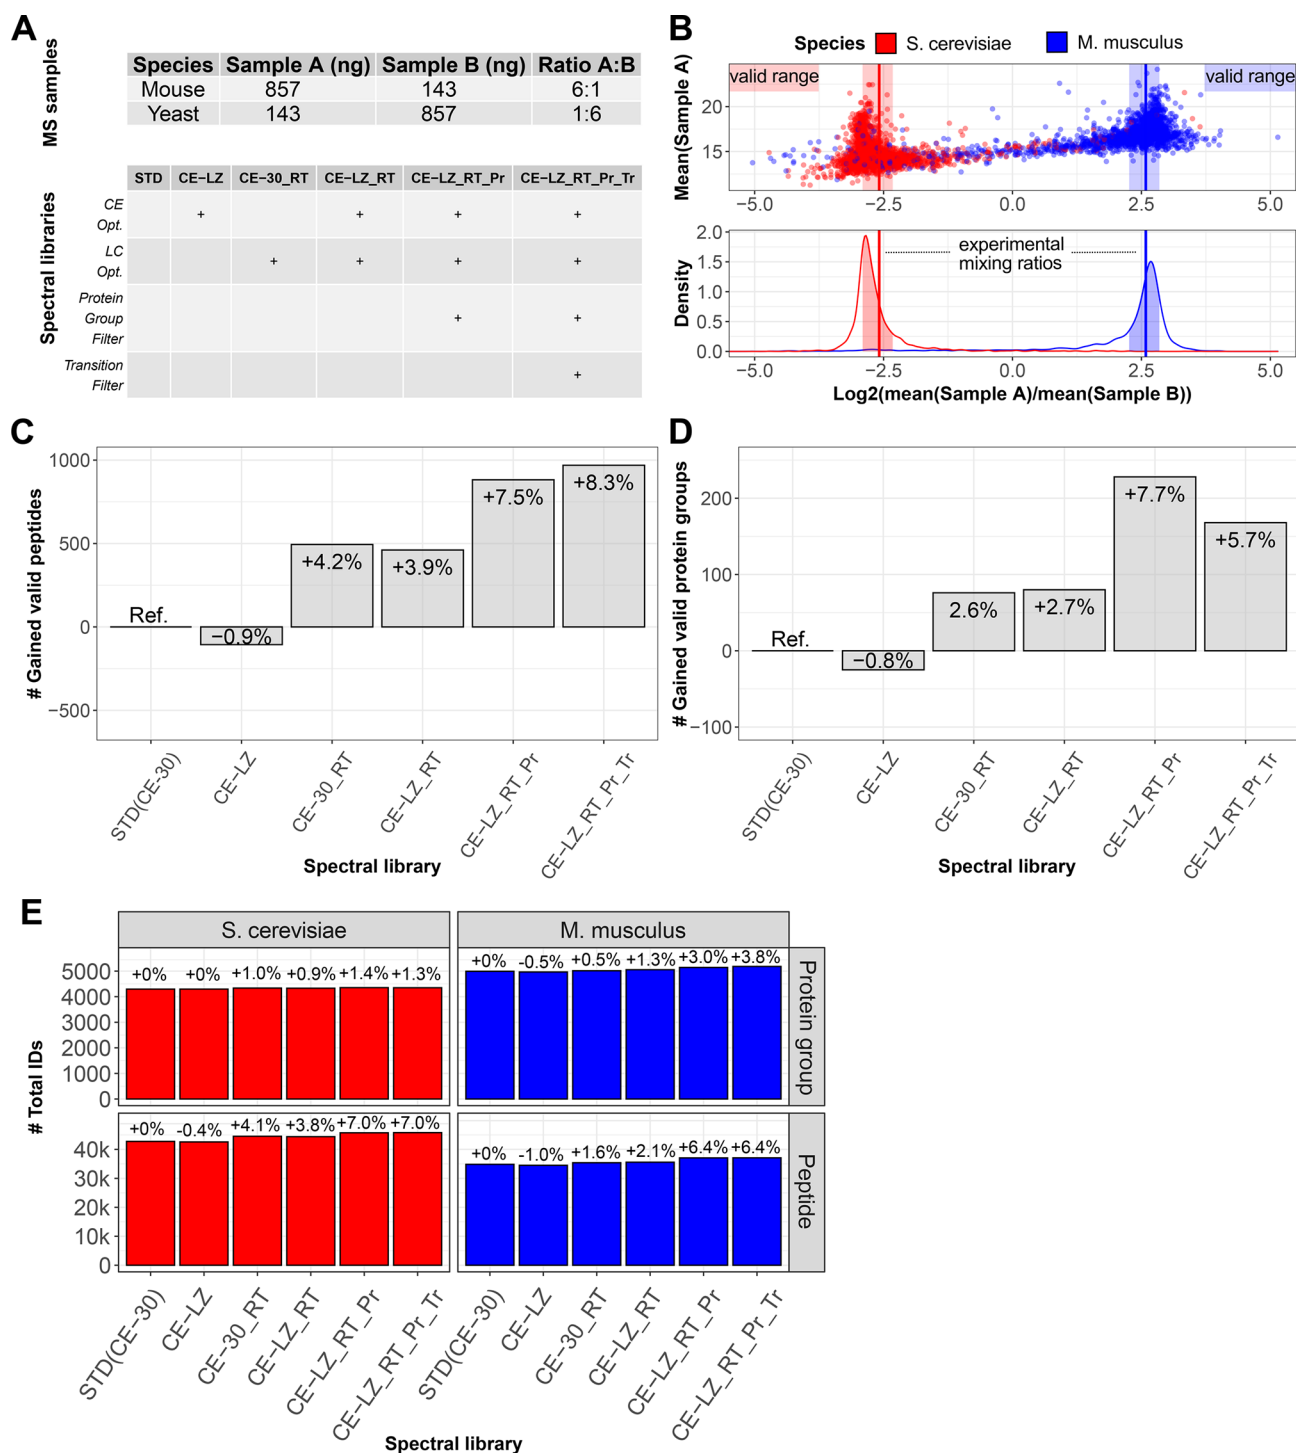 A
MS samples
Species Sample A (ng) Sample B (ng) Ratio A:B
Mouse 857 143 6:1
Yeast 143 857 1:6
Spectral libraries
STD CE−LZ CE−30_RT CE−LZ_RT CE−LZ_RT_Pr CE−LZ_RT_Pr_Tr
CE
Opt.
+ + + +
LC
Opt.
+ + + +
Protein
Group
Filter
+ +
Transition
Filter
+
B
Species S. cerevisiae M. musculus
valid range valid range
Mean(Sample A)
20
15
−5.0 −2.5 0.0 2.5 5.0
experimental
mixing ratios
Density
2.0
1.5
1.0
0.5
0.0
−5.0 −2.5 0.0 2.5 5.0
Log2(mean(Sample A)/mean(Sample B))
C
# Gained valid peptides
1000
500
0
−500
Ref.
−0.9%
+4.2%
+3.9%
+7.5%
+8.3%
STD(CE−30)
CE−LZ
CE−30_RT
CE−LZ_RT
CE−LZ_RT_Pr
CE−LZ_RT_Pr_Tr
Spectral library
D
# Gained valid protein groups
200
100
0
−100
Ref.
−0.8%
2.6%
+2.7%
+7.7%
+5.7%
STD(CE−30)
CE−LZ
CE−30_RT
CE−LZ_RT
CE−LZ_RT_Pr
CE−LZ_RT_Pr_Tr
Spectral library
E
S. cerevisiae M. musculus
# Total IDs
5000
4000
3000
2000
1000
0
+0% +0% +1.0% +0.9% +1.4% +1.3%
+0% -0.5% +0.5% +1.3% +3.0% +3.8%
Protein group
40k
30k
20k
10k
0
+0% -0.4% +4.1% +3.8% +7.0% +7.0%
+0% -1.0% +1.6% +2.1% +6.4% +6.4%
Peptide
STD(CE−30)
CE−LZ
CE−30_RT
CE−LZ_RT
CE−LZ_RT_Pr
CE−LZ_RT_Pr_Tr
STD(CE−30)
CE−LZ
CE−30_RT
CE−LZ_RT
CE−LZ_RT_Pr
CE−LZ_RT_Pr_Tr
Spectral library